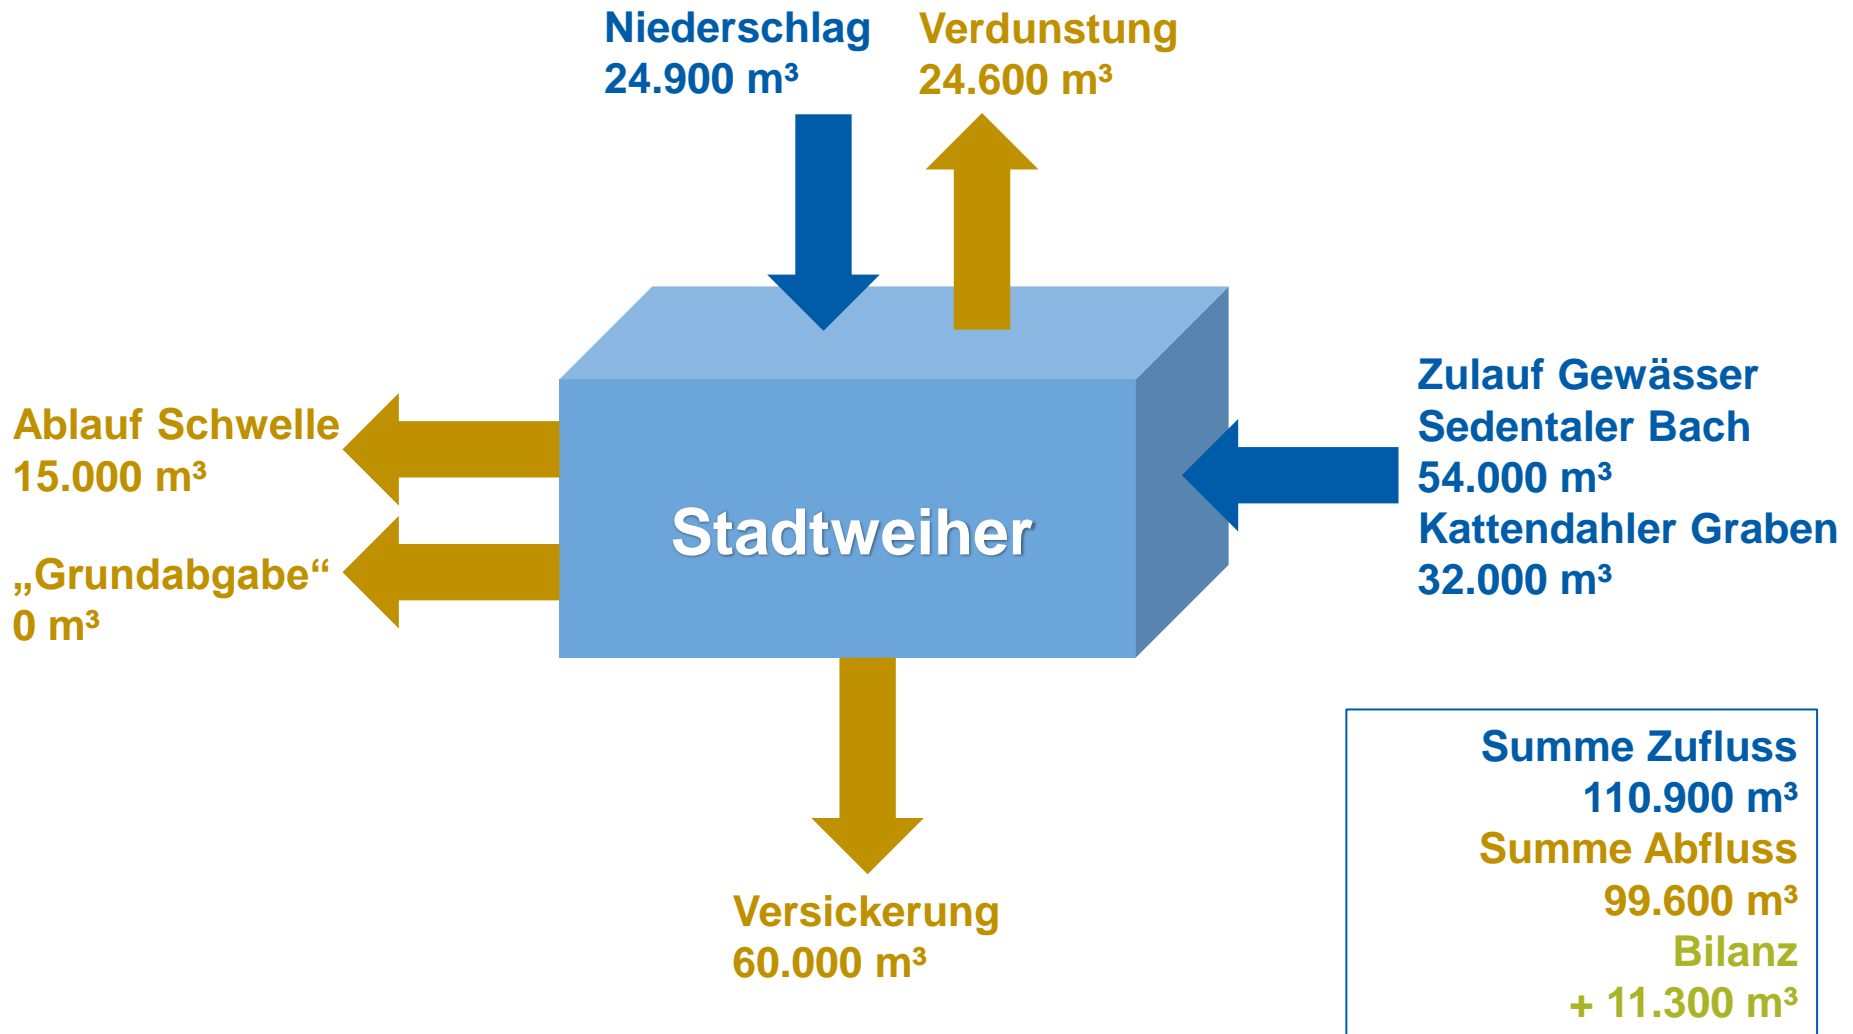 Niederschlag
24.900 m³
Verdunstung
24.600 m³
Ablauf Schwelle
15.000 m³
„Grundabgabe“
0 m³
Stadtweiher
Zulauf Gewässer
Sedentaler Bach
54.000 m³
Kattendahler Graben
32.000 m³
Versickerung
60.000 m³
Summe Zufluss
110.900 m³
Summe Abfluss
99.600 m³
Bilanz
+ 11.300 m³